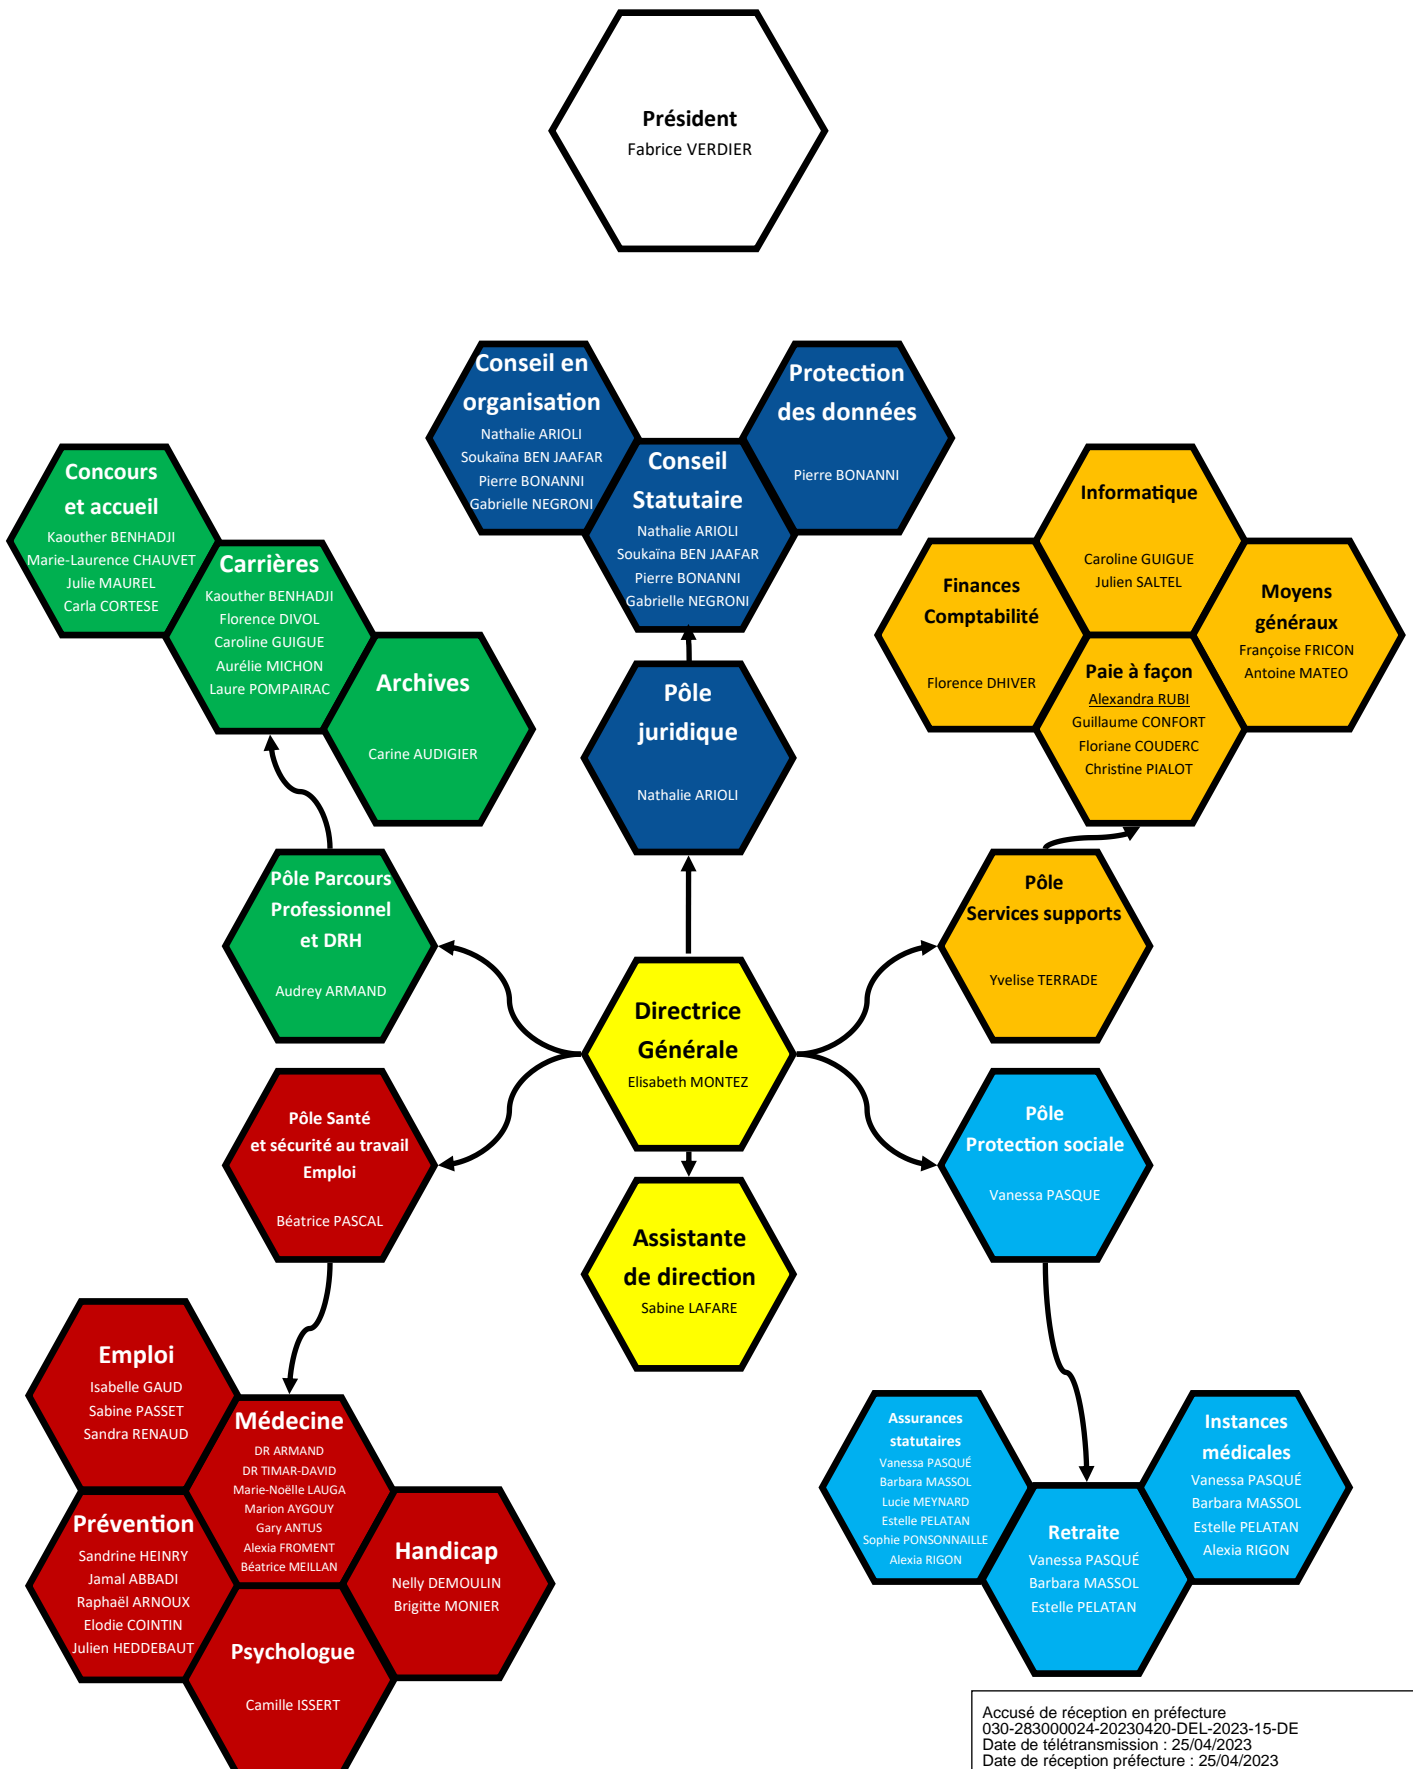 Président
Fabrice VERDIER
Conseil en
organisation
Nathalie ARIOLI
Soukaïna BEN JAAFAR
Pierre BONANNI
Gabrielle NEGRONI
Protection
des données
Pierre BONANNI
Conseil
Statutaire
Nathalie ARIOLI
Soukaïna BEN JAAFAR
Pierre BONANNI
Gabrielle NEGRONI
Concours
et accueil
Kaouther BENHADJI
Marie-Laurence CHAUVET
Julie MAUREL
Carla CORTESE
Carrières
Kaouther BENHADJI
Florence DIVOL
Caroline GUIGUE
Aurélie MICHON
Laure POMPAIRAC
Archives
Carine AUDIGIER
Informatique
Caroline GUIGUE
Julien SALTEL
Finances
Comptabilité
Florence DHIVER
Moyens
généraux
Françoise FRICON
Antoine MATEO
Paie à façon
Alexandra RUBI
Guillaume CONFORT
Floriane COUDERC
Christine PIALOT
Pôle
juridique
Nathalie ARIOLI
Pôle Parcours
Professionnel
et DRH
Audrey ARMAND
Pôle
Services supports
Yvelise TERRADE
Directrice
Générale
Elisabeth MONTEZ
Pôle Santé
et sécurité au travail
Emploi
Béatrice PASCAL
Pôle
Protection sociale
Vanessa PASQUE
Assistante
de direction
Sabine LAFARE
Emploi
Isabelle GAUD
Sabine PASSET
Sandra RENAUD
Médecine
DR ARMAND
DR TIMAR-DAVID
Marie-Noëlle LAUGA
Marion AYGOUY
Gary ANTUS
Alexia FROMENT
Béatrice MEILLAN
Prévention
Sandrine HEINRY
Jamal ABBADI
Raphaël ARNOUX
Elodie COINTIN
Julien HEDDEBAUT
Handicap
Nelly DEMOULIN
Brigitte MONIER
Psychologue
Camille ISSERT
Assurances
statutaires
Vanessa PASQUÉ
Barbara MASSOL
Lucie MEYNARD
Estelle PELATAN
Sophie PONSONNAILLE
Alexia RIGON
Instances
médicales
Vanessa PASQUÉ
Barbara MASSOL
Estelle PELATAN
Alexia RIGON
Retraite
Vanessa PASQUÉ
Barbara MASSOL
Estelle PELATAN
Accusé de réception en préfecture
030-283000024-20230420-DEL-2023-15-DE
Date de télétransmission : 25/04/2023
Date de réception préfecture : 25/04/2023